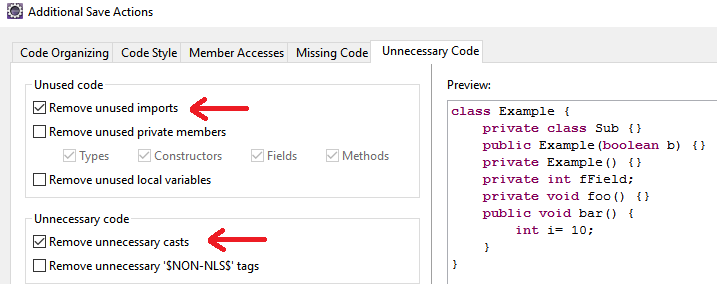 Additional Save Actions
Code Organizing Code Style Member Accesses Missing Code Unnecessary Code
Unused code
Remove unused imports
Remove unused private members
Types Constructors Fields Methods
Remove unused local variables
Unnecessary code
Remove unnecessary casts
Remove unnecessary '$NON-NLS$' tags
Preview:
class Example {
    private class Sub {}
    public Example(boolean b) {}
    private Example() {}
    private int fField;
    private void foo() {}
    public void bar() {
        int i= 10;
    }
}